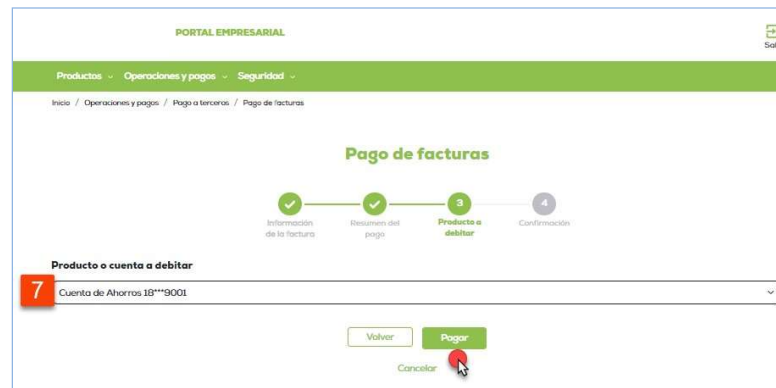 PORTAL EMPRESARIAL
Productos Operaciones y pagos Seguridad
Inicio / Operaciones y pagos / Pago a terceros / Pago de facturas
Pago de facturas
3 4
Información de la factura Resumen del pago Producto a debitar Confirmación
Producto o cuenta a debitar
7 Cuenta de Ahorros 18***9001
Volver Pagar
Cancelar